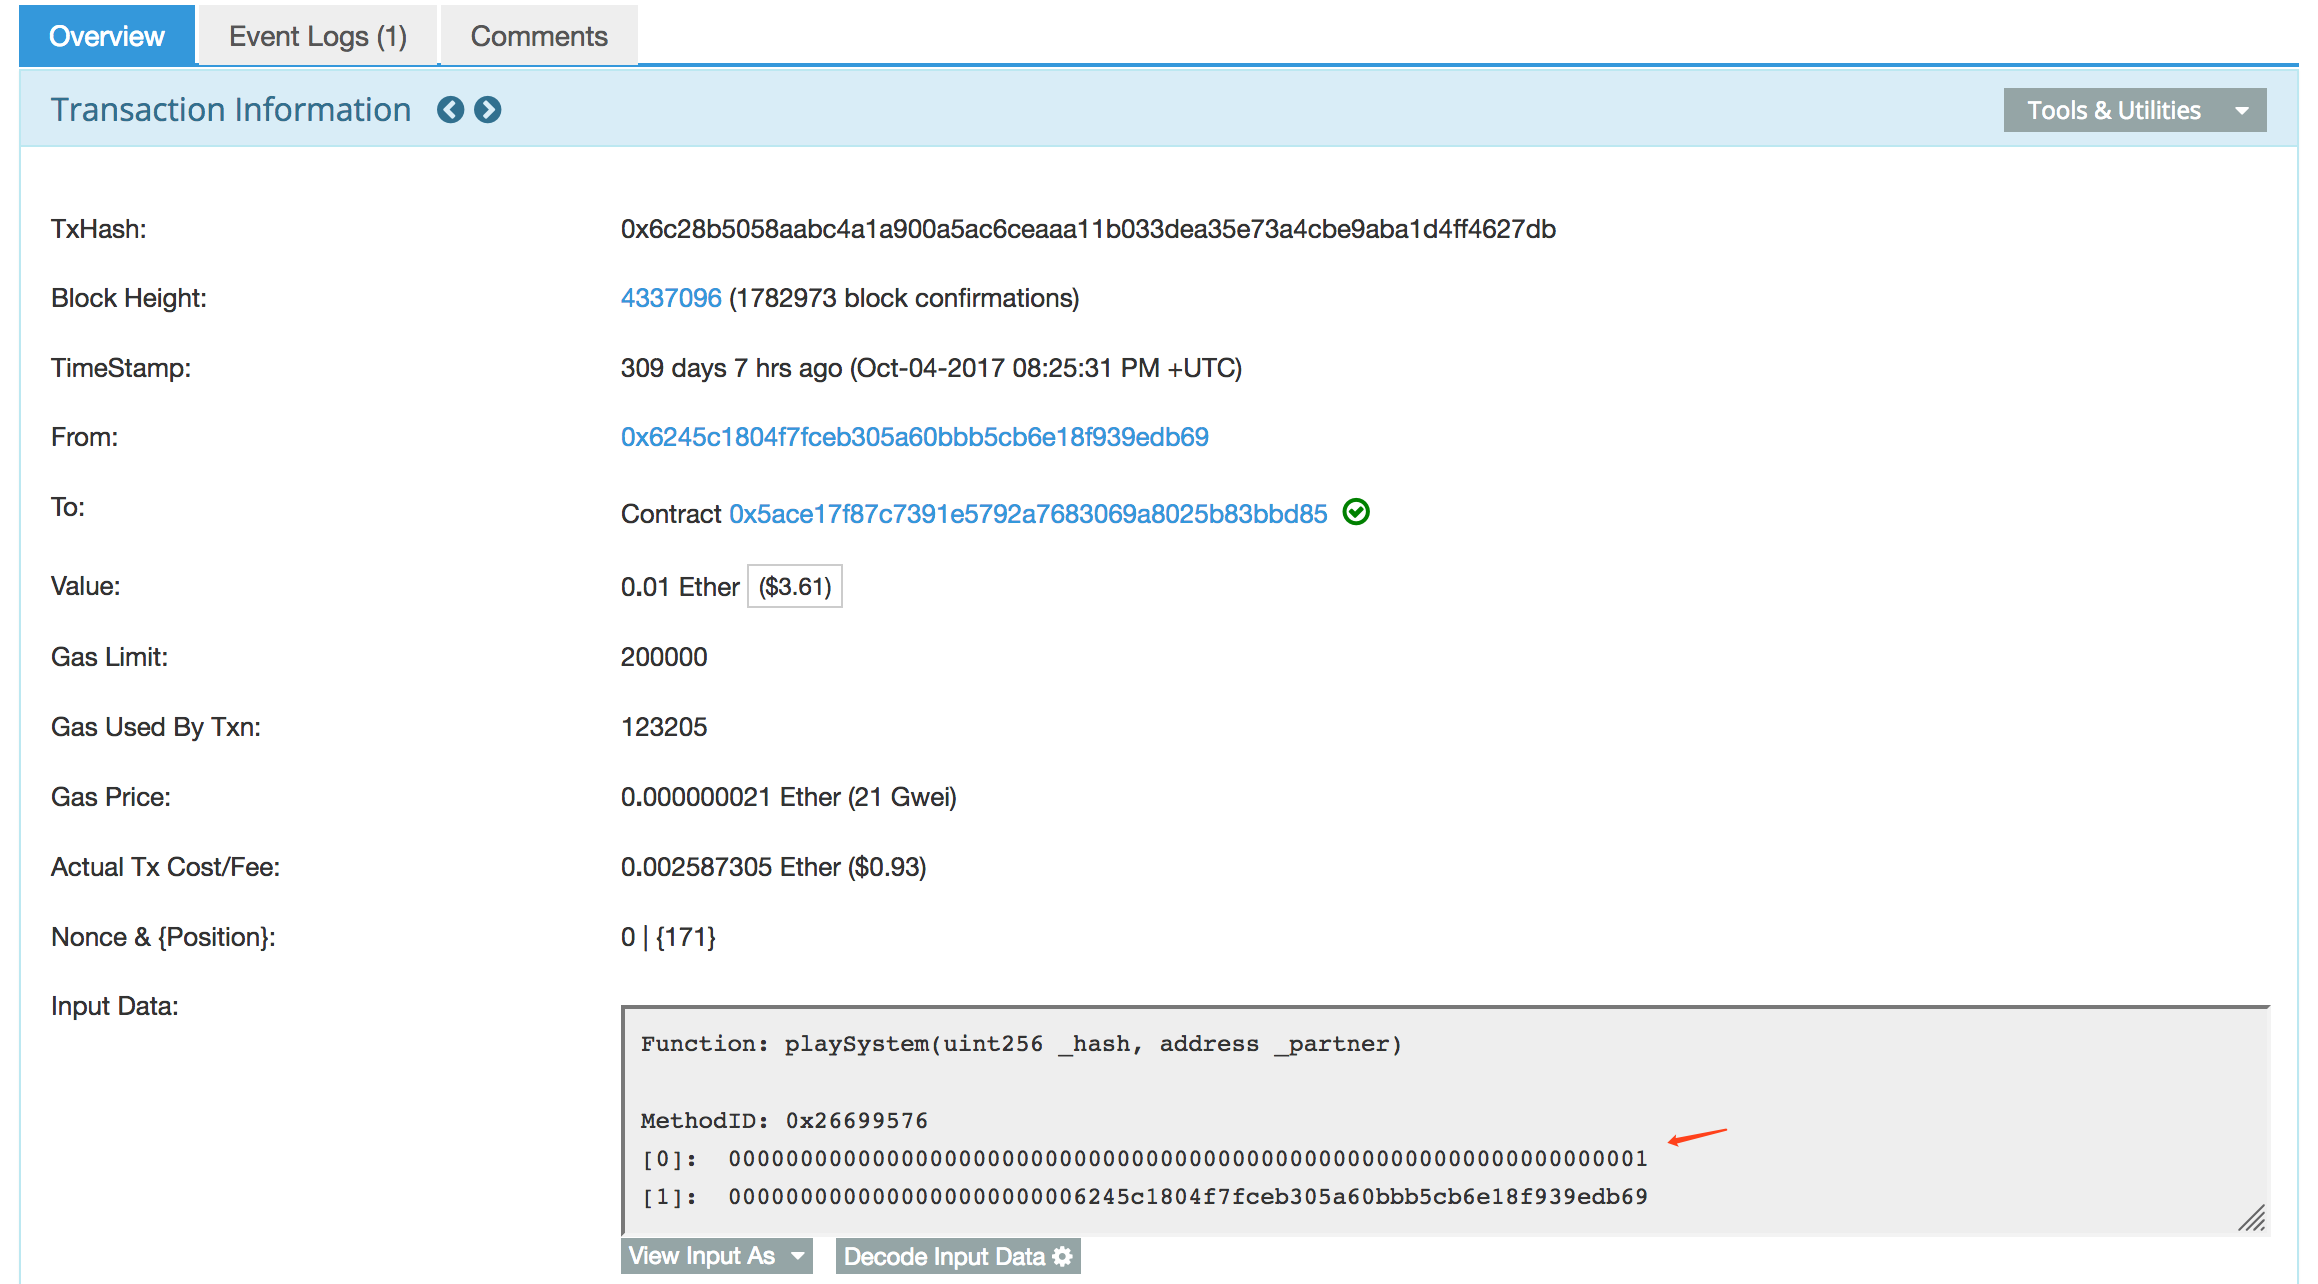 Overview Event Logs (1) Comments
Transaction Information Tools & Utilities
TxHash: 0x6c28b5058aabc4a1a900a5ac6ceaaa11b033dea35e73a4cbe9aba1d4ff4627db
Block Height: 4337096 (1782973 block confirmations)
TimeStamp: 309 days 7 hrs ago (Oct-04-2017 08:25:31 PM +UTC)
From: 0x6245c1804f7fceb305a60bbb5cb6e18f939edb69
To: Contract 0x5ace17f87c7391e5792a7683069a8025b83bbd85
Value: 0.01 Ether ($3.61)
Gas Limit: 200000
Gas Used By Txn: 123205
Gas Price: 0.000000021 Ether (21 Gwei)
Actual Tx Cost/Fee: 0.002587305 Ether ($0.93)
Nonce & {Position}: 0 | {171}
Input Data:
Function: playSystem(uint256 _hash, address _partner)
MethodID: 0x26699576
[0]: 0000000000000000000000000000000000000000000000000000000000000001
[1]: 0000000000000000000000006245c1804f7fceb305a60bbb5cb6e18f939edb69
View Input As Decode Input Data